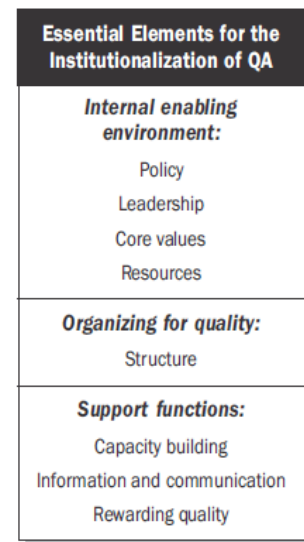 Essential Elements for the
Institutionalization of QA
Internal enabling
environment:
Policy
Leadership
Core values
Resources
Organizing for quality:
Structure
Support functions:
Capacity building
Information and communication
Rewarding quality